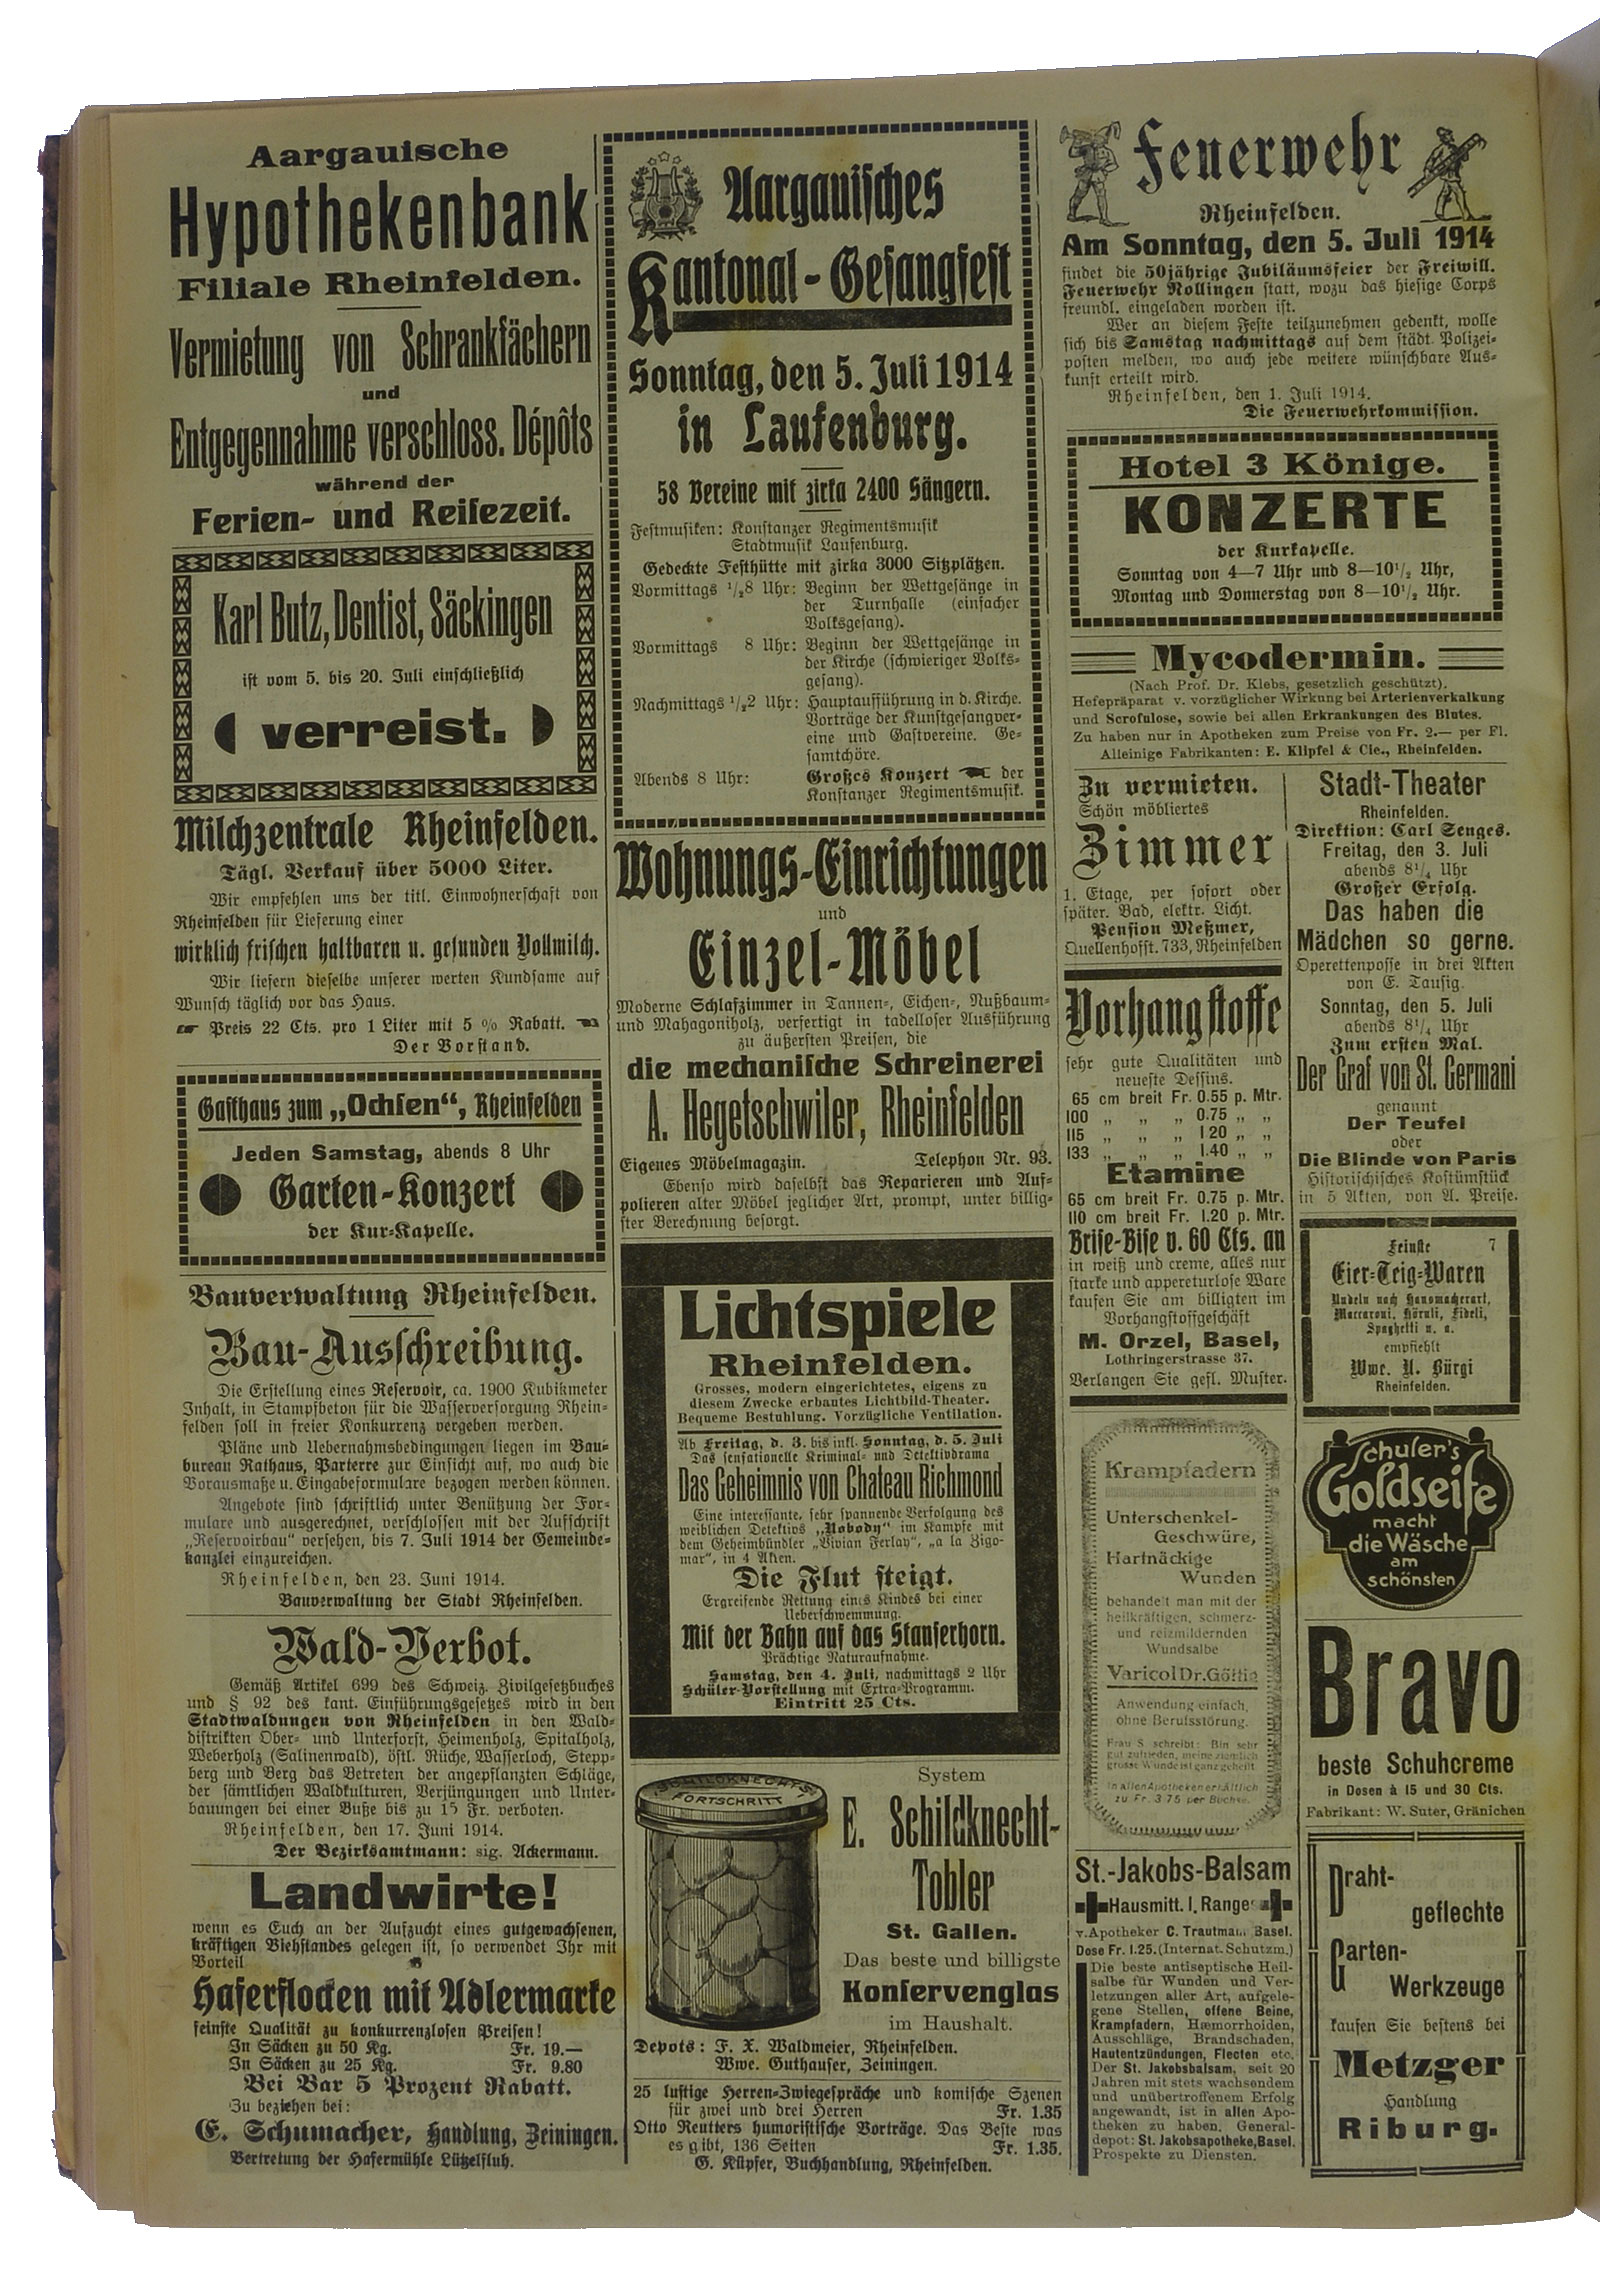 Aargauische
Hypothekenbank
Filiale Rheinfelden.
Vermietung von Schrankfächern
und
Entgegennahme verschloss. Dépôts
während der
Ferien- und Reisezeit.
Karl Butz, Dentist, Säckingen
ist vom 5. bis 20. Juli einschließlich
verreist.
Milchzentrale Rheinfelden.
Tägl. Verkauf über 5000 Liter.
Wir empfehlen uns der titl. Einwohnerschaft von
Rheinfelden für Lieferung einer
wirklich frischen haltbaren u. gesunden Vollmilch.
Wir liefern dieselbe unserer werten Kundsame auf
Wunsch täglich vor das Haus.
Preis 22 Cts. pro 1 Liter mit 5 % Rabatt.
Der Vorstand.
Gasthaus zum „Ochsen“, Rheinfelden
Jeden Samstag, abends 8 Uhr
Garten-Konzert
der Kur-Kapelle.
Bauverwaltung Rheinfelden.
Bau-Ausschreibung.
Die Erstellung eines Reservoir, ca. 1900 Kubikmeter
Inhalt, in Stampfbeton für die Wasserversorgung Rhein-
felden soll in freier Konkurrenz vergeben werden.
Pläne und Uebernahmsbedingungen liegen im Bau-
bureau Rathaus, Parterre zur Einsicht auf, wo auch die
Vorausmaße u. Eingabeformulare bezogen werden können.
Angebote sind schriftlich unter Benützung der For-
mulare und ausgerechnet, verschlossen mit der Aufschrift
„Reservoirbau“ versehen, bis 7. Juli 1914 der Gemeinde-
kanzlei einzureichen.
Rheinfelden, den 23. Juni 1914.
Bauverwaltung der Stadt Rheinfelden.
Wald-Verbot.
Gemäß Artikel 699 des Schweiz. Zivilgesetzbuches
und § 92 des kant. Einführungsgesetzes wird in den
Stadtwaldungen von Rheinfelden in den Wald-
distrikten Ober- und Unterforst, Heimenholz, Spitalholz,
Weberholz (Salinenwald), östl. Rüche, Wasserloch, Stepp-
berg und Berg das Betreten der angepflanzten Schläge,
der sämtlichen Waldkulturen, Verjüngungen und Unter-
bauungen bei einer Buße bis zu 15 Fr. verboten.
Rheinfelden, den 17. Juni 1914.
Der Bezirksamtmann: sig. Ackermann.
Landwirte!
wenn es Euch an der Aufzucht eines gutgewachsenen,
kräftigen Viehstandes gelegen ist, so verwendet Ihr mit
Vorteil
Haferflocken mit Adlermarke
feinste Qualität zu konkurrenzlosen Preisen!
In Säcken zu 50 Kg. Fr. 19.—
In Säcken zu 25 Kg. Fr. 9.80
Bei Bar 5 Prozent Rabatt.
Zu beziehen bei:
E. Schumacher, Handlung, Zeiningen.
Vertretung der Hafermühle Lützelfluh.
Aargauisches
Kantonal-Gesangfest
Sonntag, den 5. Juli 1914
in Laufenburg.
58 Vereine mit zirka 2400 Sängern.
Festmusiken: Konstanzer Regimentsmusik
Stadtmusik Laufenburg.
Gedeckte Festhütte mit zirka 3000 Sitzplätzen.
Vormittags 1/28 Uhr: Beginn der Wettgesänge in
der Turnhalle (einfacher
Volksgesang).
Vormittags 8 Uhr: Beginn der Wettgesänge in
der Kirche (schwieriger Volks-
gesang).
Nachmittags 1/22 Uhr: Hauptaufführung in d. Kirche.
Vorträge der Kunstgesangver-
eine und Gastvereine. Ge-
samtchöre.
Abends 8 Uhr: Großes Konzert der
Konstanzer Regimentsmusik.
Wohnungs-Einrichtungen
und
Einzel-Möbel
Moderne Schlafzimmer in Tannen-, Eichen-, Nußbaum-
und Mahagoniholz, verfertigt in tadelloser Ausführung
zu äußersten Preisen, die
die mechanische Schreinerei
A. Hegetschwiler, Rheinfelden
Eigenes Möbelmagazin. Telephon Nr. 93.
Ebenso wird daselbst das Reparieren und Auf-
polieren alter Möbel jeglicher Art, prompt, unter billig-
ster Berechnung besorgt.
Lichtspiele
Rheinfelden.
Grosses, modern eingerichtetes, eigens zu
diesem Zwecke erbautes Lichtbild-Theater.
Bequeme Bestuhlung. Vorzügliche Ventilation.
Ab Freitag, d. 3. bis inkl. Sonntag, d. 5. Juli
Das sensationelle Kriminal- und Detektivdrama
Das Geheimnis von Chateau Richmond
Eine interessante, sehr spannende Verfolgung des
weiblichen Detektivs „Nobody“ im Kampfe mit
dem Geheimbündler „Vivian Ferlay“, „a la Zigo-
mar“, in 4 Akten.
Die Flut steigt.
Ergreifende Rettung eines Kindes bei einer
Ueberschwemmung.
Mit der Bahn auf das Stanserhorn.
Prächtige Naturaufnahme.
Samstag, den 4. Juli, nachmittags 2 Uhr
Schüler-Vorstellung mit Extra-Programm.
Eintritt 25 Cts.
SCHILDKNECHTS
FORTSCHRITT
System
E. Schildknecht-
Tobler
St. Gallen.
Das beste und billigste
Konservenglas
im Haushalt.
Depots: F. X. Waldmeier, Rheinfelden.
Wwe. Guthauser, Zeiningen.
25 lustige Herren-Zwiegespräche und komische Szenen
für zwei und drei Herren Fr. 1.35
Otto Reutters humoristische Vorträge. Das Beste was
es gibt, 136 Seiten Fr. 1.35.
G. Küpfer, Buchhandlung, Rheinfelden.
Feuerwehr
Rheinfelden.
Am Sonntag, den 5. Juli 1914
findet die 50jährige Jubiläumsfeier der Freiwill.
Feuerwehr Nollingen statt, wozu das hiesige Corps
freundl. eingeladen worden ist.
Wer an diesem Feste teilzunehmen gedenkt, wolle
sich bis Samstag nachmittags auf dem städt. Polizei-
posten melden, wo auch jede weitere wünschbare Aus-
kunft erteilt wird.
Rheinfelden, den 1. Juli 1914.
Die Feuerwehrkommission.
Hotel 3 Könige.
KONZERTE
der Kurkapelle.
Sonntag von 4—7 Uhr und 8—10 1/2 Uhr,
Montag und Donnerstag von 8—10 1/2 Uhr.
Mycodermin.
(Nach Prof. Dr. Klebs, gesetzlich geschützt).
Hefepräparat v. vorzüglicher Wirkung bei Arterienverkalkung
und Scrofulose, sowie bei allen Erkrankungen des Blutes.
Zu haben nur in Apotheken zum Preise von Fr. 2.— per Fl.
Alleinige Fabrikanten: E. Klipfel & Cie., Rheinfelden.
Zu vermieten.
Schön möbliertes
Zimmer
1. Etage, per sofort oder
später. Bad, elektr. Licht.
Pension Meßmer,
Quellenhofst. 733, Rheinfelden
Vorhangstoffe
sehr gute Qualitäten und
neueste Dessins.
65 cm breit Fr. 0.55 p. Mtr.
100 „ „ „ 0.75 „ „
115 „ „ „ 1.20 „ „
133 „ „ „ 1.40 „ „
Etamine
65 cm breit Fr. 0.75 p. Mtr.
110 cm breit Fr. 1.20 p. Mtr.
Brise-Bise v. 60 Cts. an
in weiß und creme, alles nur
starke und appereturlose Ware
kaufen Sie am billigten im
Vorhangstoffgeschäft
M. Orzel, Basel,
Lothringerstrasse 37.
Verlangen Sie gefl. Muster.
Krampfadern
Unterschenkel-
Geschwüre,
Hartnäckige
Wunden
behandelt man mit der
heilkräftigen, schmerz-
und reizmildernden
Wundsalbe
Varicol Dr. Göttig
Anwendung einfach,
ohne Berufsstörung.
Frau S. schreibt: Bin sehr
gut zufrieden, meine ziemlich
grosse Wunde ist ganz geheilt.
In allen Apotheken erhältlich
zu Fr. 3.75 per Buchse.
St.-Jakobs-Balsam
Hausmitt. I. Ranges
v. Apotheker C. Trautmann Basel.
Dose Fr. 1.25. (Internat. Schutzm.)
Die beste antiseptische Heil-
salbe für Wunden und Ver-
letzungen aller Art, aufgele-
gene Stellen, offene Beine,
Krampfadern, Hæmorrhoiden,
Ausschläge, Brandschaden,
Hautentzündungen, Flecten etc.
Der St. Jakobsbalsam, seit 20
Jahren mit stets wachsendem
und unübertroffenem Erfolg
angewandt, ist in allen Apo-
theken zu haben. General-
depot: St. Jakobsapotheke, Basel.
Prospekte zu Diensten.
Stadt-Theater
Rheinfelden.
Direktion: Carl Senges.
Freitag, den 3. Juli
abends 8 1/4 Uhr
Großer Erfolg.
Das haben die
Mädchen so gerne.
Operettenposse in drei Akten
von E. Tausig.
Sonntag, den 5. Juli
abends 8 1/4 Uhr
Zum ersten Mal.
Der Graf von St. Germani
genannt
Der Teufel
oder
Die Blinde von Paris
Historischisches Kostümstück
in 5 Akten, von A. Preise.
Feinste 7
Eier-Teig-Waren
Nudeln nach Hausmacherart,
Maccaroni, Hörnli, Fideli,
Spaghetti u. a.
empfiehlt
Wwe. A. Bürgi
Rheinfelden.
Schuler's
Goldseife
macht
die Wäsche
am
schönsten
Bravo
beste Schuhcreme
in Dosen à 15 und 30 Cts.
Fabrikant: W. Suter, Gränichen
Draht-
geflechte
Garten-
Werkzeuge
kaufen Sie bestens bei
Metzger
Handlung
Riburg.